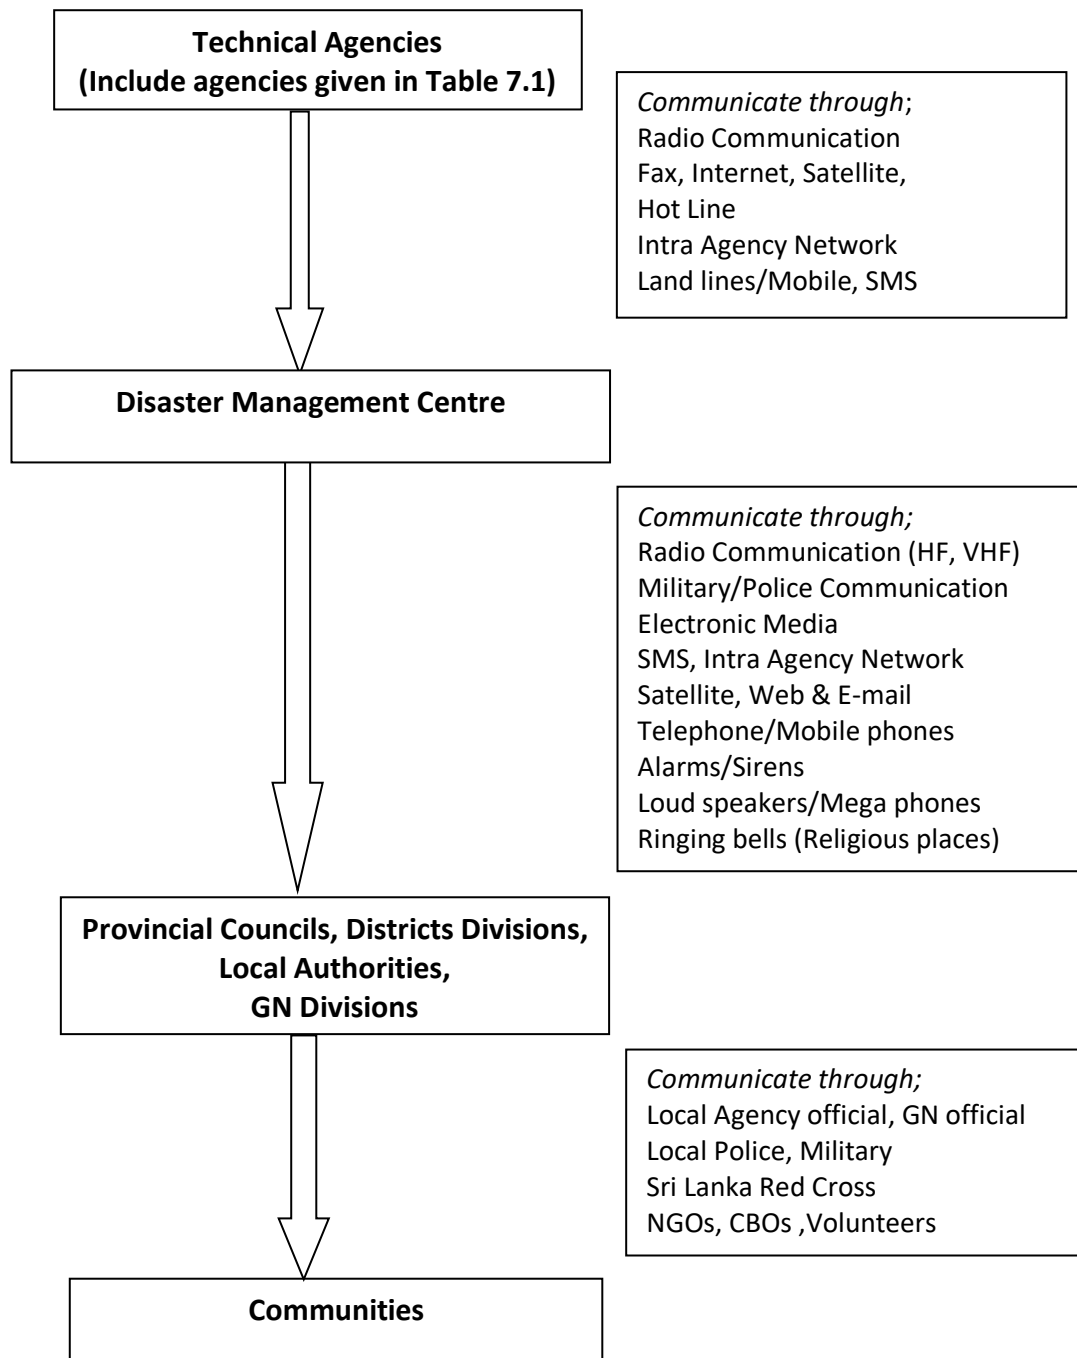 Technical Agencies
(Include agencies given in Table 7.1)
Communicate through;
Radio Communication
Fax, Internet, Satellite,
Hot Line
Intra Agency Network
Land lines/Mobile, SMS
Disaster Management Centre
Communicate through;
Radio Communication (HF, VHF)
Military/Police Communication
Electronic Media
SMS, Intra Agency Network
Satellite, Web & E-mail
Telephone/Mobile phones
Alarms/Sirens
Loud speakers/Mega phones
Ringing bells (Religious places)
Provincial Councils, Districts Divisions,
Local Authorities,
GN Divisions
Communicate through;
Local Agency official, GN official
Local Police, Military
Sri Lanka Red Cross
NGOs, CBOs ,Volunteers
Communities